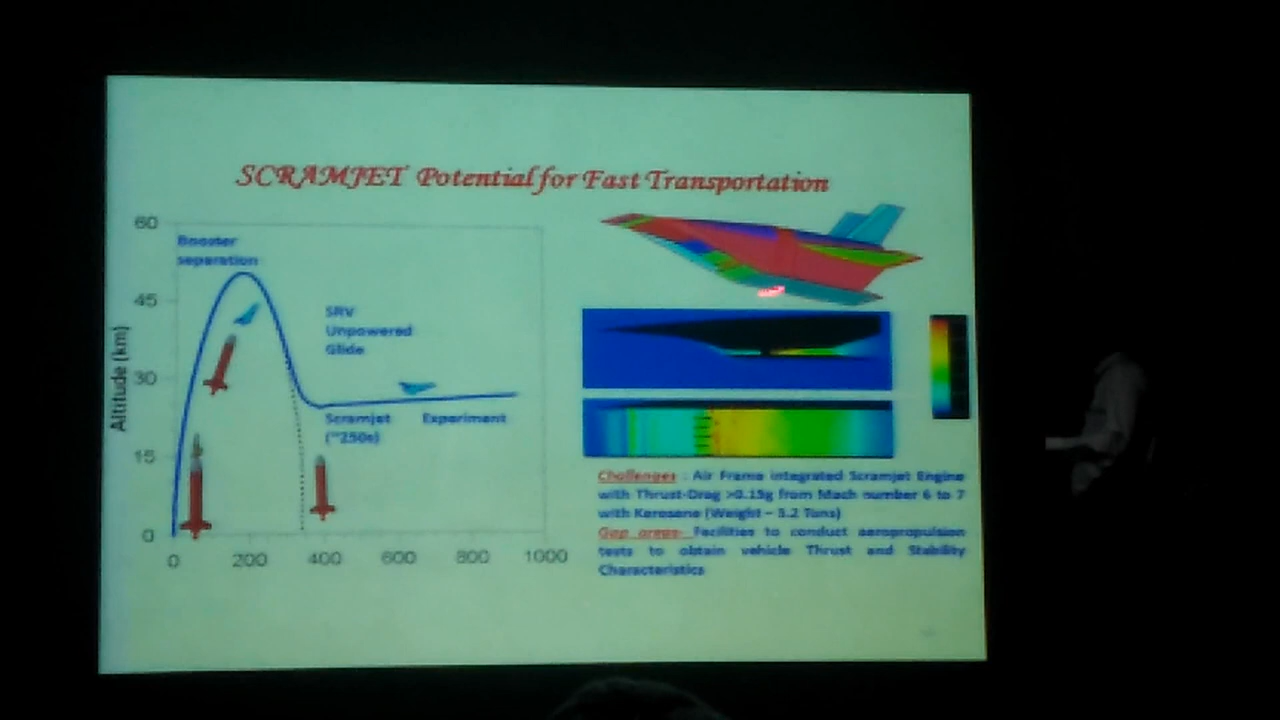 SCRAMJET Potential for Fast Transportation
60
Booster
separation
45
SRV
Unpowered
Glide
Altitude (km)
30
Scramjet Experiment
(~250s)
15
0
0 200 400 600 800 1000
Challenges : Air Frame integrated Scramjet Engine
with Thrust-Drag >0.15g from Mach number 6 to 7
with Kerosene (Weight – Tons)
Gap areas- Facilities to conduct aeropropulsion
tests to obtain vehicle Thrust and Stability
Characteristics